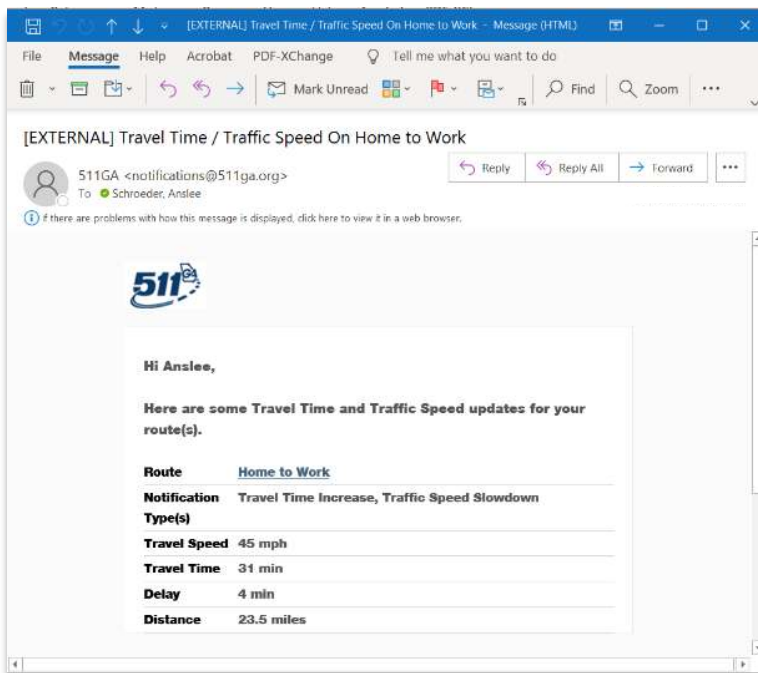 [EXTERNAL] Travel Time / Traffic Speed On Home to Work - Message (HTML)
File Message Help Acrobat PDF-XChange Tell me what you want to do
Mark Unread Find Zoom ...
[EXTERNAL] Travel Time / Traffic Speed On Home to Work
511GA <notifications@511ga.org>
To Schroeder, Anslee
Reply Reply All Forward ...
If there are problems with how this message is displayed, click here to view it in a web browser.
511 GA
Hi Anslee,
Here are some Travel Time and Traffic Speed updates for your
route(s).
Route Home to Work
Notification Travel Time Increase, Traffic Speed Slowdown
Type(s)
Travel Speed 45 mph
Travel Time 31 min
Delay 4 min
Distance 23.5 miles